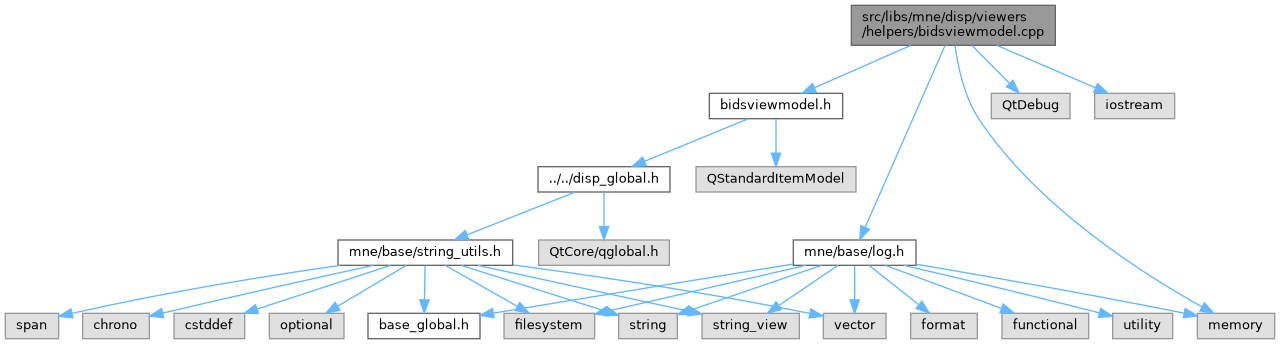 src/libs/mne/disp/viewers
/helpers/bidsviewmodel.cpp
bidsviewmodel.h
QtDebug
iostream
../../disp_global.h
QStandardItemModel
mne/base/string_utils.h
QtCore/qglobal.h
mne/base/log.h
span
chrono
cstddef
optional
base_global.h
filesystem
string
string_view
vector
format
functional
utility
memory